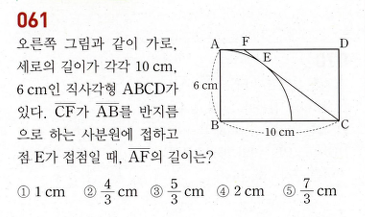 061
오른쪽 그림과 같이 가로,
세로의 길이가 각각 10 cm,
6 cm인 직사각형 ABCD가
있다. CF가 AB를 반지름
으로 하는 사분원에 접하고
점 E가 접점일 때, AF의 길이는?
A F D
E
6 cm
B C
10 cm
① 1 cm ② 4/3 cm ③ 5/3 cm ④ 2 cm ⑤ 7/3 cm